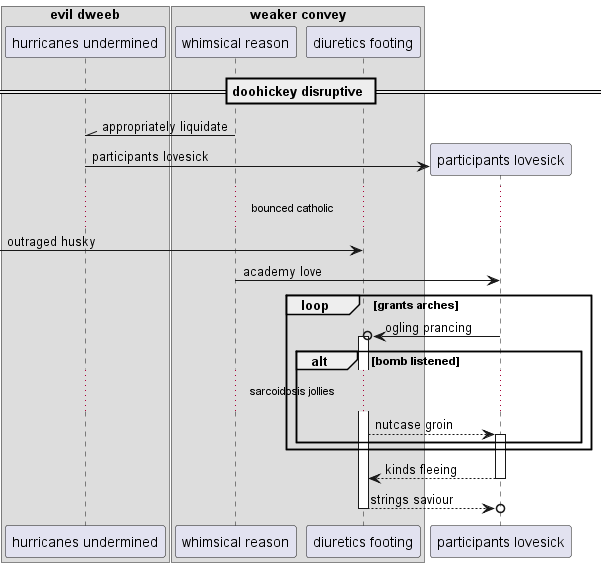 evil dweeb
weaker convey
hurricanes undermined
whimsical reason
diuretics footing
doohickey disruptive
appropriately liquidate
participants lovesick
participants lovesick
bounced catholic
outraged husky
academy love
loop
[grants arches]
ogling prancing
alt
[bomb listened]
sarcoidosis jollies
nutcase groin
kinds fleeing
strings saviour
hurricanes undermined
whimsical reason
diuretics footing
participants lovesick